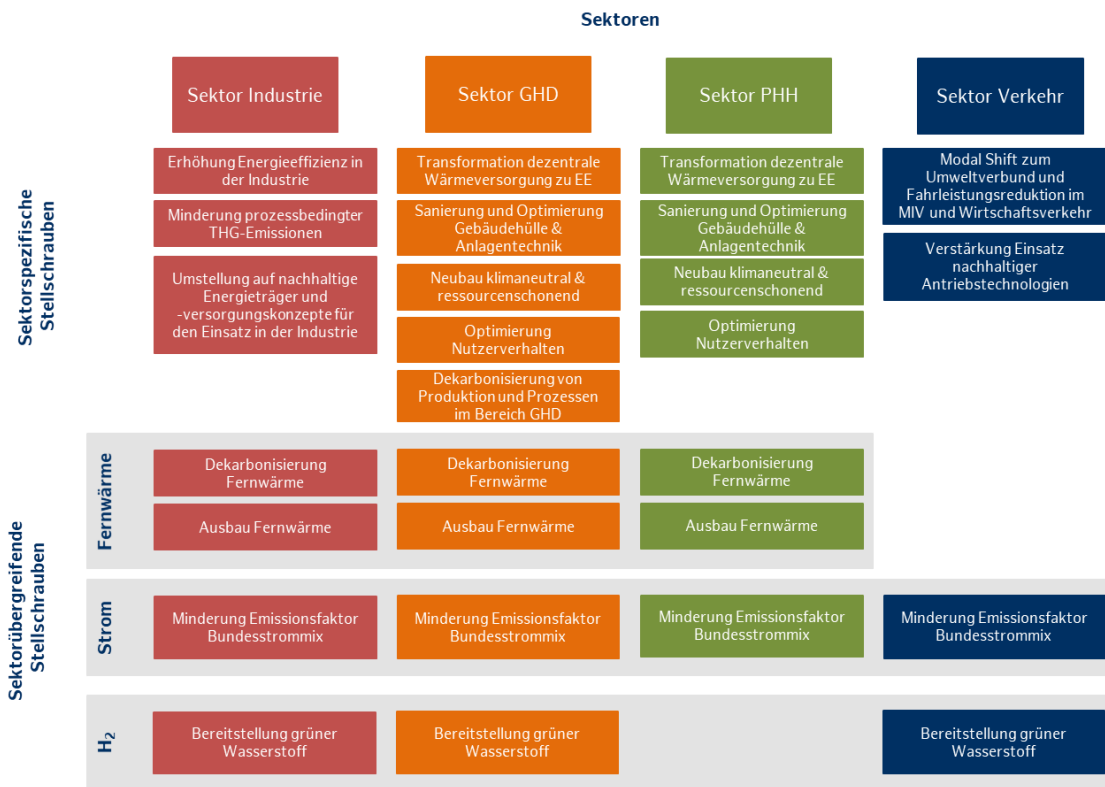 Sektoren
Sektor Industrie
Sektor GHD
Sektor PHH
Sektor Verkehr
Sektorspezifische
Stellschrauben
Erhöhung Energieeffizienz in
der Industrie
Minderung prozessbedingter
THG-Emissionen
Umstellung auf nachhaltige
Energieträger und
-versorgungskonzepte für
den Einsatz in der Industrie
Transformation dezentrale
Wärmeversorgung zu EE
Sanierung und Optimierung
Gebäudehülle &
Anlagentechnik
Neubau klimaneutral &
ressourcenschonend
Optimierung
Nutzerverhalten
Dekarbonisierung von
Produktion und Prozessen
im Bereich GHD
Transformation dezentrale
Wärmeversorgung zu EE
Sanierung und Optimierung
Gebäudehülle &
Anlagentechnik
Neubau klimaneutral &
ressourcenschonend
Optimierung
Nutzerverhalten
Modal Shift zum
Umweltverbund und
Fahrleistungsreduktion im
MIV und Wirtschaftsverkehr
Verstärkung Einsatz
nachhaltiger
Antriebstechnologien
Sektorübergreifende
Stellschrauben
Fernwärme
Dekarbonisierung
Fernwärme
Dekarbonisierung
Fernwärme
Dekarbonisierung
Fernwärme
Ausbau Fernwärme
Ausbau Fernwärme
Ausbau Fernwärme
Strom
Minderung Emissionsfaktor
Bundesstrommix
Minderung Emissionsfaktor
Bundesstrommix
Minderung Emissionsfaktor
Bundesstrommix
Minderung Emissionsfaktor
Bundesstrommix
H₂
Bereitstellung grüner
Wasserstoff
Bereitstellung grüner
Wasserstoff
Bereitstellung grüner
Wasserstoff